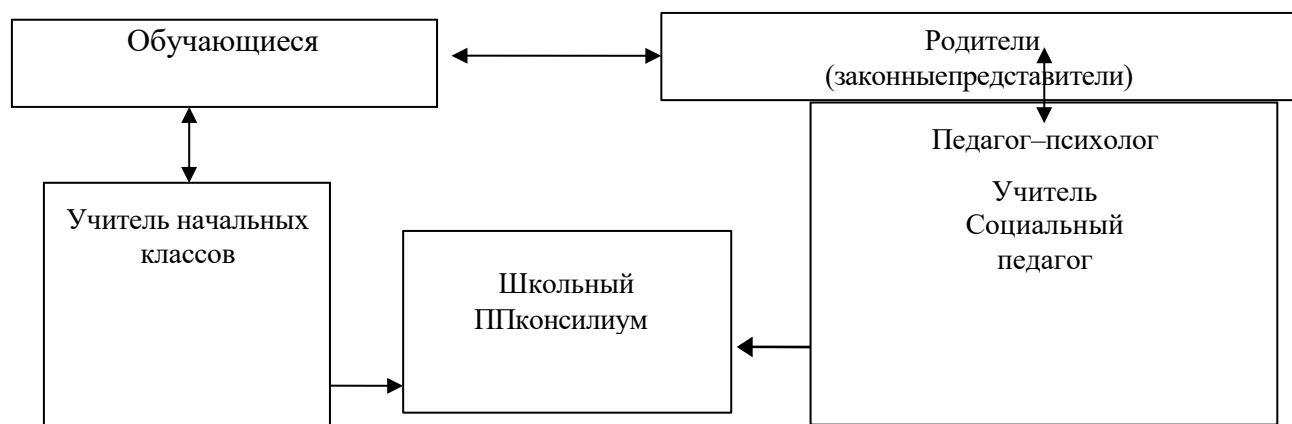 Обучающиеся
Родители
(законныепредставители)
Педагог–психолог
Учитель
Социальный
педагог
Учитель начальных
классов
Школьный
ППконсилиум